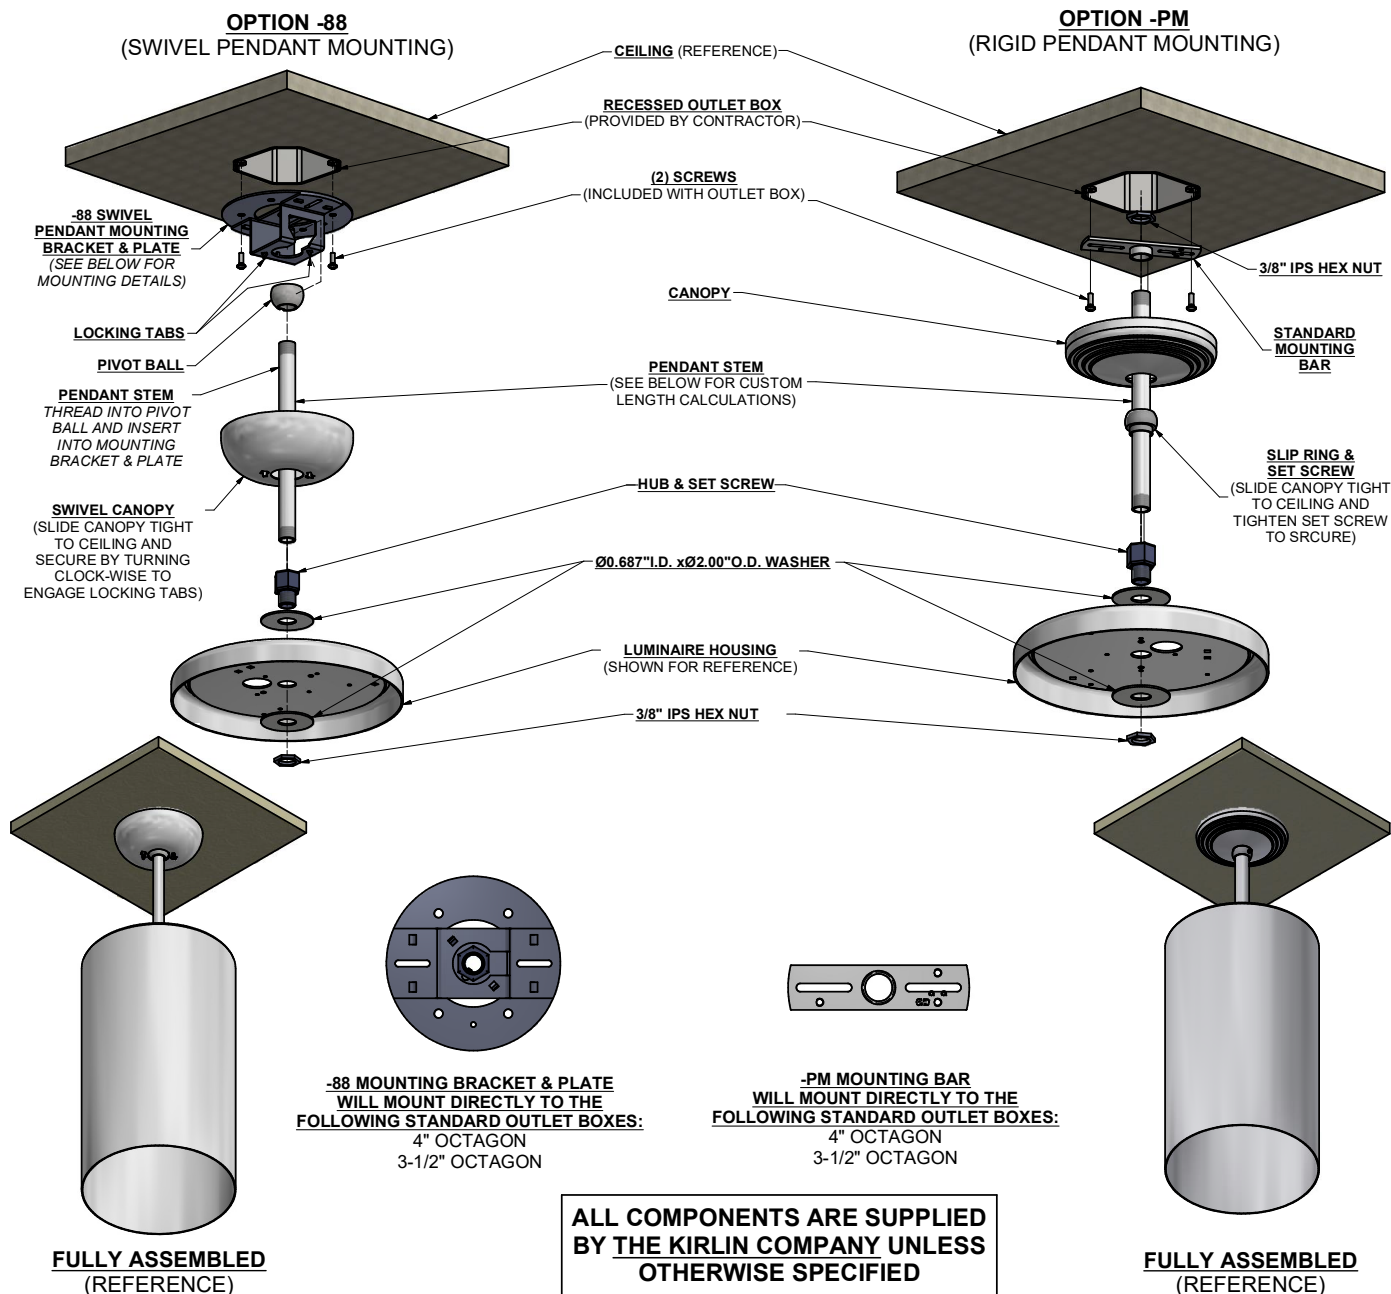 OPTION -88
(SWIVEL PENDANT MOUNTING)
OPTION -PM
(RIGID PENDANT MOUNTING)
CEILING (REFERENCE)
RECESSED OUTLET BOX
(PROVIDED BY CONTRACTOR)
(2) SCREWS
(INCLUDED WITH OUTLET BOX)
-88 SWIVEL
PENDANT MOUNTING
BRACKET & PLATE
(SEE BELOW FOR
MOUNTING DETAILS)
LOCKING TABS
PIVOT BALL
PENDANT STEM
THREAD INTO PIVOT
BALL AND INSERT
INTO MOUNTING
BRACKET & PLATE
SWIVEL CANOPY
(SLIDE CANOPY TIGHT
TO CEILING AND
SECURE BY TURNING
CLOCK-WISE TO
ENGAGE LOCKING TABS)
CANOPY
PENDANT STEM
(SEE BELOW FOR CUSTOM
LENGTH CALCULATIONS)
HUB & SET SCREW
Ø0.687"I.D. xØ2.00"O.D. WASHER
LUMINAIRE HOUSING
(SHOWN FOR REFERENCE)
3/8" IPS HEX NUT
3/8" IPS HEX NUT
STANDARD
MOUNTING
BAR
SLIP RING &
SET SCREW
(SLIDE CANOPY TIGHT
TO CEILING AND
TIGHTEN SET SCREW
TO SRCURE)
-88 MOUNTING BRACKET & PLATE
WILL MOUNT DIRECTLY TO THE
FOLLOWING STANDARD OUTLET BOXES:
4" OCTAGON
3-1/2" OCTAGON
-PM MOUNTING BAR
WILL MOUNT DIRECTLY TO THE
FOLLOWING STANDARD OUTLET BOXES:
4" OCTAGON
3-1/2" OCTAGON
FULLY ASSEMBLED
(REFERENCE)
ALL COMPONENTS ARE SUPPLIED
BY THE KIRLIN COMPANY UNLESS
OTHERWISE SPECIFIED
FULLY ASSEMBLED
(REFERENCE)